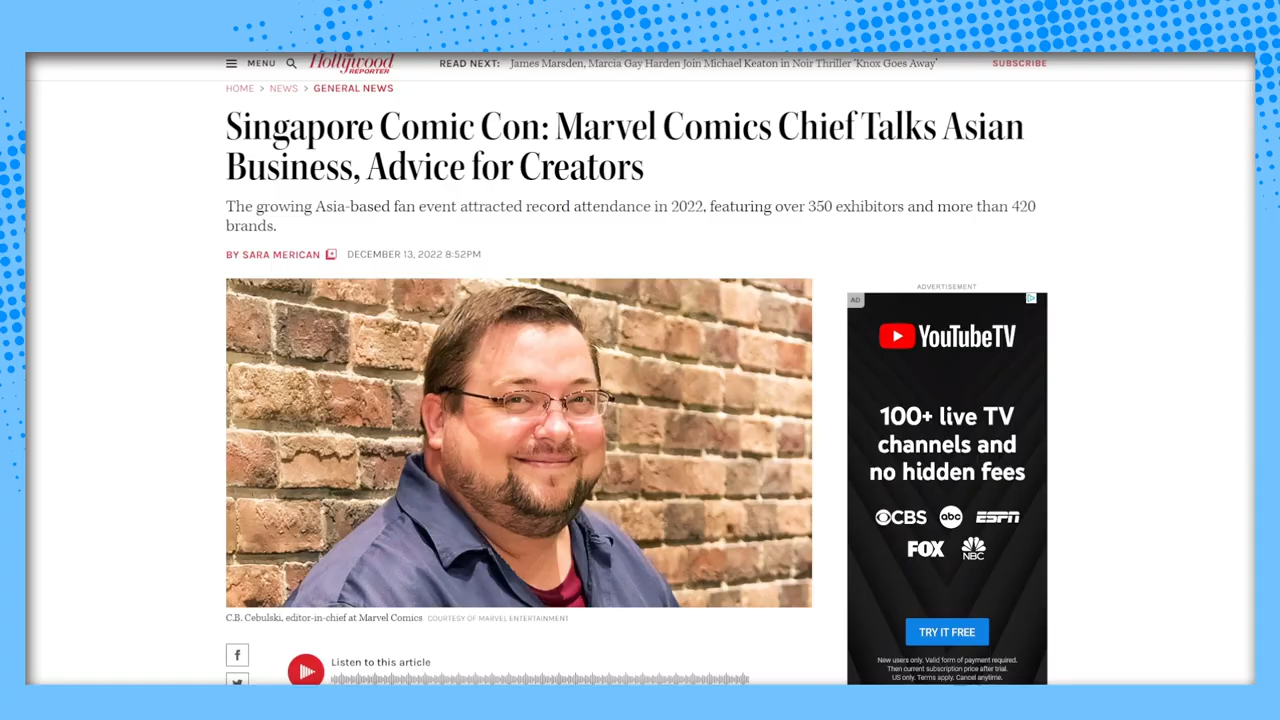 MENU
Hollywood
REPORTER
READ NEXT: James Marsden, Marcia Gay Harden Join Michael Keaton in Noir Thriller 'Knox Goes Away'
SUBSCRIBE
HOME > NEWS > GENERAL NEWS
Singapore Comic Con: Marvel Comics Chief Talks Asian
Business, Advice for Creators
The growing Asia-based fan event attracted record attendance in 2022, featuring over 350 exhibitors and more than 420
brands.
BY SARA MERICAN DECEMBER 13, 2022 8:52PM
C.B. Cebulski, editor-in-chief at Marvel Comics COURTESY OF MARVEL ENTERTAINMENT
f
Listen to this article
ADVERTISEMENT
AD
YouTubeTV
100+ live TV
channels and
no hidden fees
CBS abc ESPN
FOX NBC
TRY IT FREE
New users only. Valid form of payment required.
Then current subscription price after trial.
US only. Terms apply. Cancel anytime.